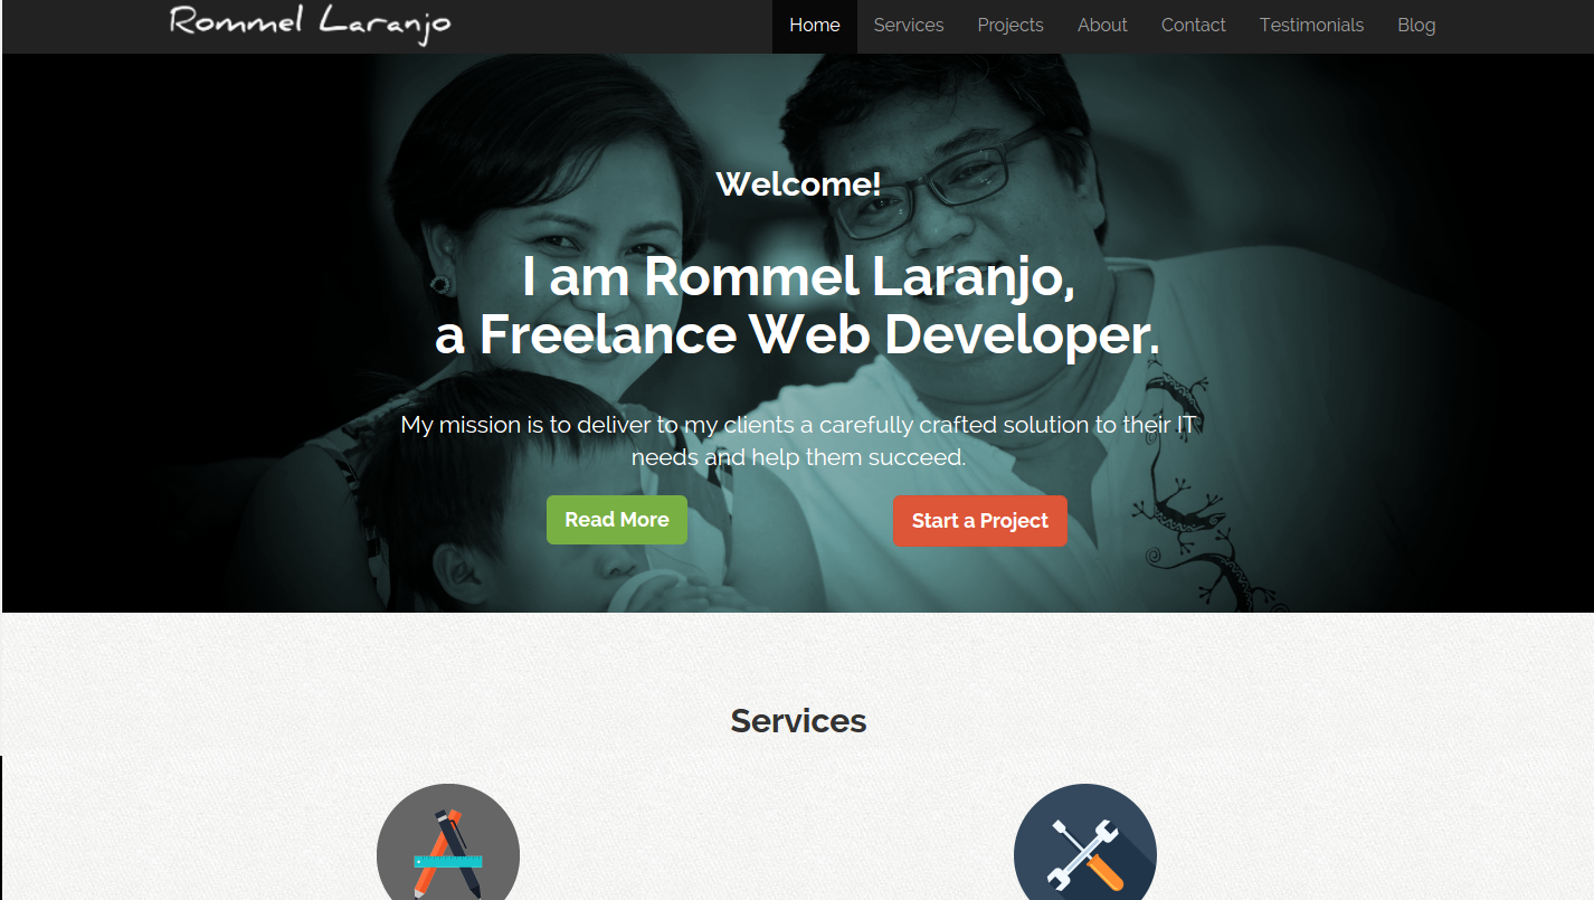 Rommel Laranjo
Home Services Projects About Contact Testimonials Blog
Welcome!
I am Rommel Laranjo,
a Freelance Web Developer.
My mission is to deliver to my clients a carefully crafted solution to their IT
needs and help them succeed.
Read More Start a Project
Services